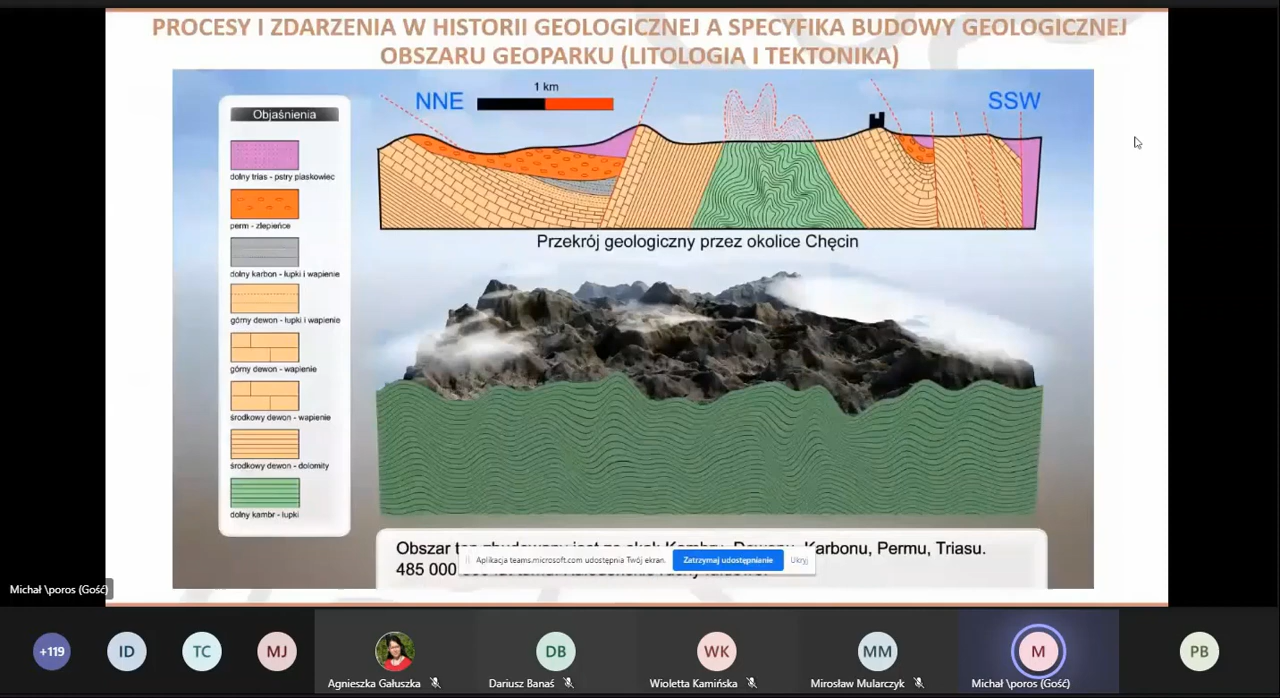 PROCESY I ZDARZENIA W HISTORII GEOLOGICZNEJ A SPECYFIKA BUDOWY GEOLOGICZNEJ
OBSZARU GEOPARKU (LITOLOGIA I TEKTONIKA)
Objaśnienia
dolny trias - pstry piaskowiec
perm - zlepieńce
dolny karbon - łupki i wapienie
górny dewon - łupki i wapienie
górny dewon - wapienie
środkowy dewon - wapienie
środkowy dewon - dolomity
dolny kambr - łupki
NNE
1 km
SSW
Przekrój geologiczny przez okolice Chęcin
Obszar Karbonu, Permu, Triasu.
485 000
Aplikacja teams.microsoft.com udostępnia Twój ekran.
Zatrzymaj udostępnianie
Ukryj
Michał \poros (Gość)
+119
ID
TC
MJ
Agnieszka Gałuszka
DB
Dariusz Banaś
WK
Wioletta Kamińska
MM
Mirosław Mularczyk
M
Michał \poros (Gość)
PB